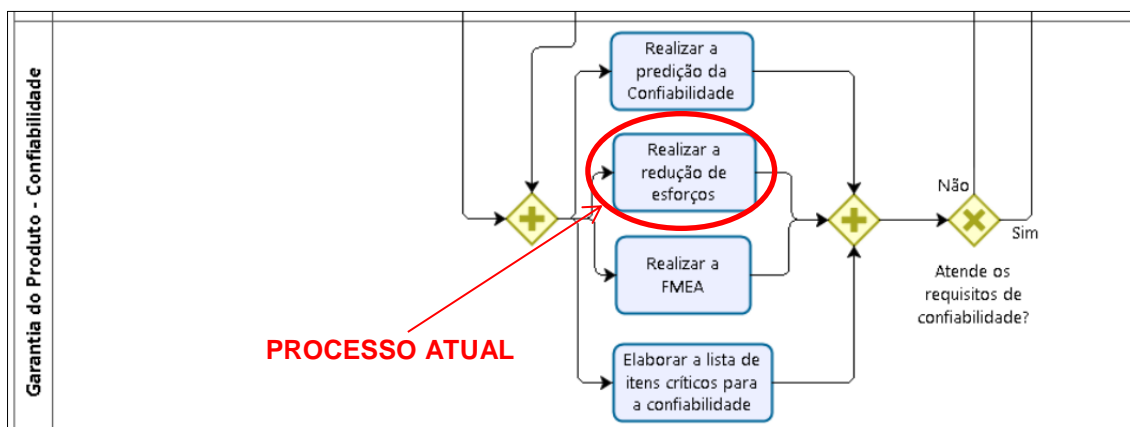 Garantia do Produto - Confiabilidade
Realizar a
predição da
Confiabilidade
Realizar a
redução de
esforços
Realizar a
FMEA
Elaborar a lista de
itens críticos para
a confiabilidade
PROCESSO ATUAL
Não
Sim
Atende os
requisitos de
confiabilidade?